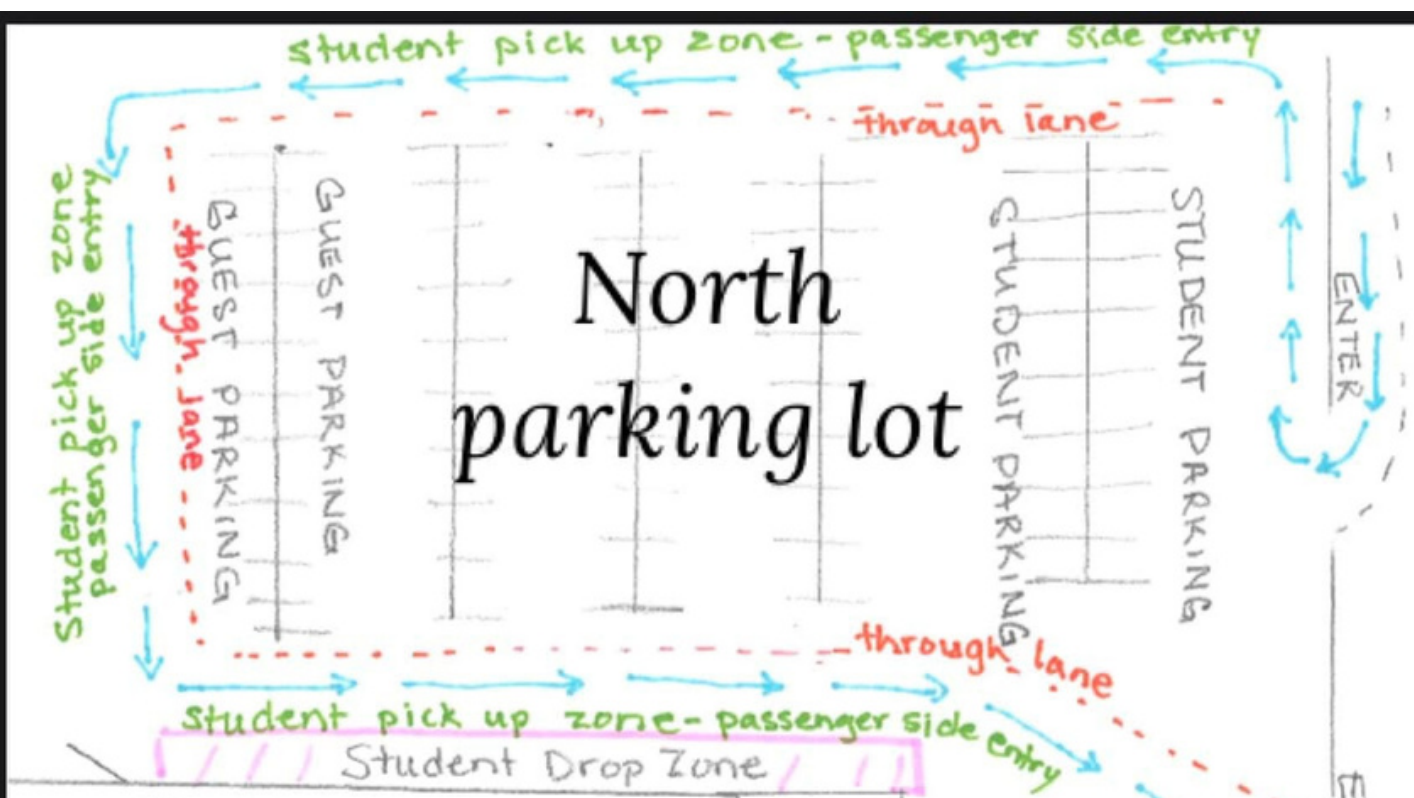 student pick up zone - passenger side entry
through lane
Student pick up zone
passenger side entry
through lane
GUEST PARKING
GUEST PARKING
North
parking lot
STUDENT PARKING
STUDENT PARKING
ENTER
through lane
student pick up zone - passenger side entry
Student Drop Zone